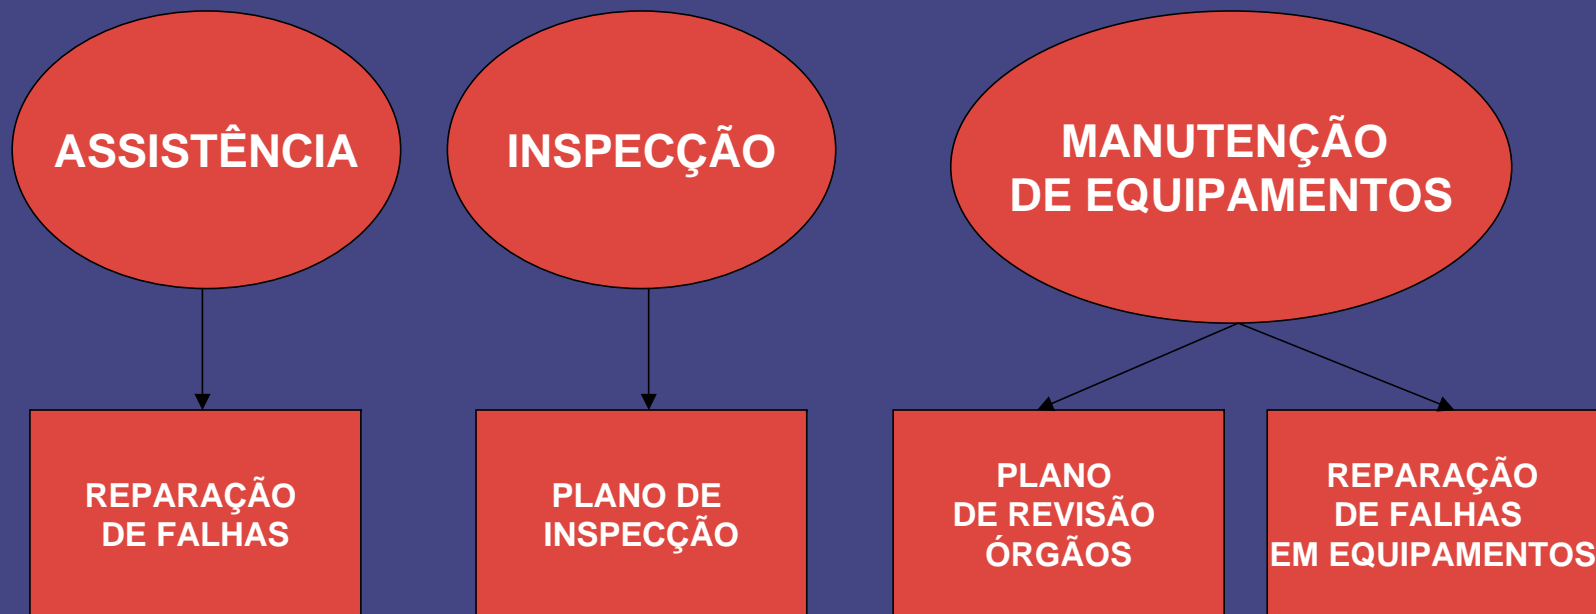 ASSISTÊNCIA
INSPECÇÃO
MANUTENÇÃO
DE EQUIPAMENTOS
REPARAÇÃO
DE FALHAS
PLANO DE
INSPECÇÃO
PLANO
DE REVISÃO
ÓRGÃOS
REPARAÇÃO
DE FALHAS
EM EQUIPAMENTOS